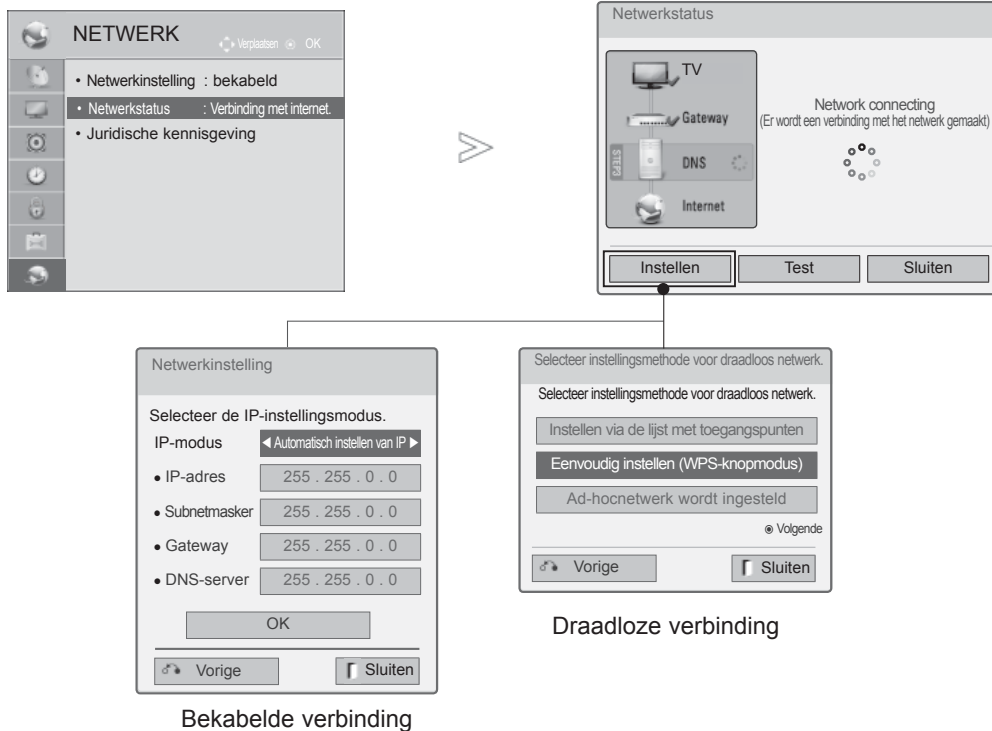 NETWERK
Verplaatsen OK
• Netwerkinstelling : bekabeld
• Netwerkstatus : Verbinding met internet.
• Juridische kennisgeving
Netwerkstatus
TV
Gateway
STEP3
DNS
Internet
Network connecting
(Er wordt een verbinding met het netwerk gemaakt)
Instellen
Test
Sluiten
Netwerkinstelling
Selecteer de IP-instellingsmodus.
IP-modus ◀ Automatisch instellen van IP ▶
• IP-adres 255 . 255 . 0 . 0
• Subnetmasker 255 . 255 . 0 . 0
• Gateway 255 . 255 . 0 . 0
• DNS-server 255 . 255 . 0 . 0
OK
Vorige
Sluiten
Bekabelde verbinding
Selecteer instellingsmethode voor draadloos netwerk.
Selecteer instellingsmethode voor draadloos netwerk.
Instellen via de lijst met toegangspunten
Eenvoudig instellen (WPS-knopmodus)
Ad-hocnetwerk wordt ingesteld
◉ Volgende
Vorige
Sluiten
Draadloze verbinding